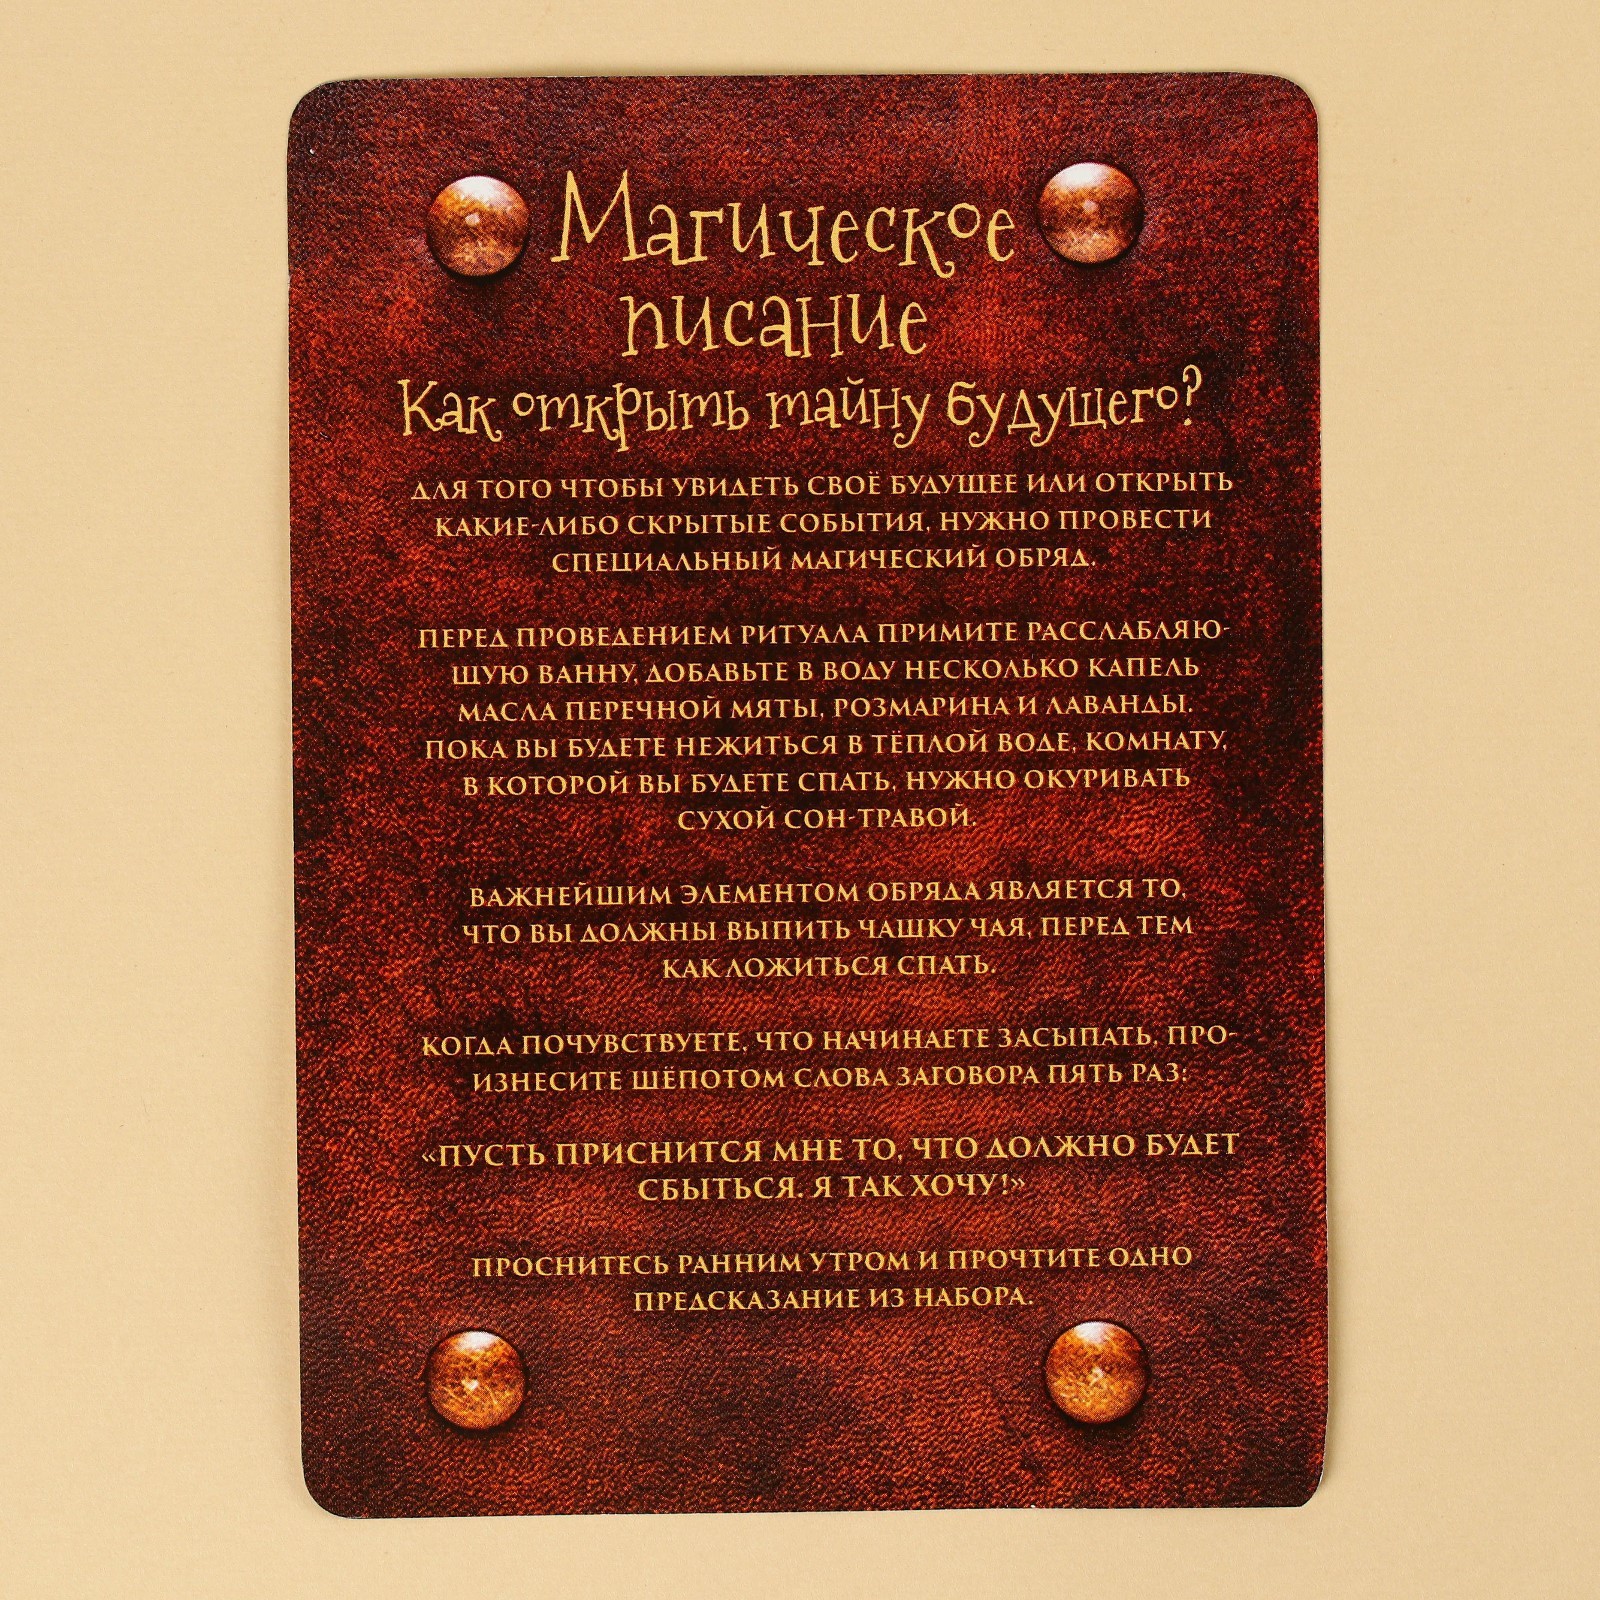 Магическое
писание
Как открыть тайну будущего?
ДЛЯ ТОГО ЧТОБЫ УВИДЕТЬ СВОЁ БУДУЩЕЕ ИЛИ ОТКРЫТЬ
КАКИЕ-ЛИБО СКРЫТЫЕ СОБЫТИЯ, НУЖНО ПРОВЕСТИ
СПЕЦИАЛЬНЫЙ МАГИЧЕСКИЙ ОБРЯД.
ПЕРЕД ПРОВЕДЕНИЕМ РИТУАЛА ПРИМИТЕ РАССЛАБЛЯЮ-
ЩУЮ ВАННУ, ДОБАВЬТЕ В ВОДУ НЕСКОЛЬКО КАПЕЛЬ
МАСЛА ПЕРЕЧНОЙ МЯТЫ, РОЗМАРИНА И ЛАВАНДЫ.
ПОКА ВЫ БУДЕТЕ НЕЖИТЬСЯ В ТЁПЛОЙ ВОДЕ, КОМНАТУ,
В КОТОРОЙ ВЫ БУДЕТЕ СПАТЬ, НУЖНО ОКУРИВАТЬ
СУХОЙ СОН-ТРАВОЙ.
ВАЖНЕЙШИМ ЭЛЕМЕНТОМ ОБРЯДА ЯВЛЯЕТСЯ ТО,
ЧТО ВЫ ДОЛЖНЫ ВЫПИТЬ ЧАШКУ ЧАЯ, ПЕРЕД ТЕМ
КАК ЛОЖИТЬСЯ СПАТЬ.
КОГДА ПОЧУВСТВУЕТЕ, ЧТО НАЧИНАЕТЕ ЗАСЫПАТЬ, ПРО-
ИЗНЕСИТЕ ШЁПОТОМ СЛОВА ЗАГОВОРА ПЯТЬ РАЗ:
«ПУСТЬ ПРИСНИТСЯ МНЕ ТО, ЧТО ДОЛЖНО БУДЕТ
СБЫТЬСЯ. Я ТАК ХОЧУ!»
ПРОСНИТЕСЬ РАННИМ УТРОМ И ПРОЧТИТЕ ОДНО
ПРЕДСКАЗАНИЕ ИЗ НАБОРА.